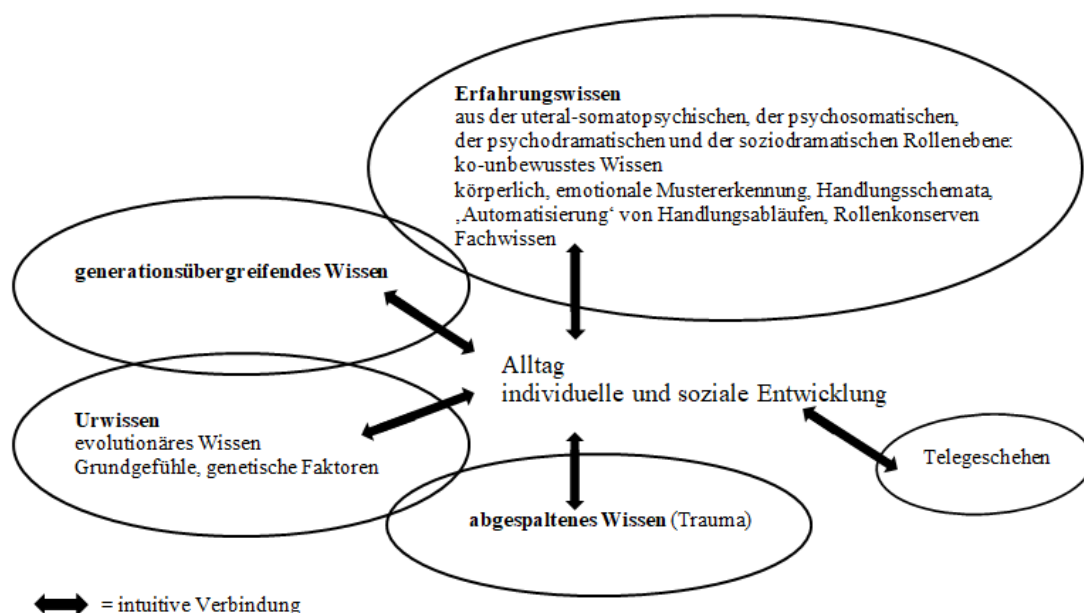 Erfahrungswissen
aus der uteral-somatopsychischen, der psychosomatischen,
der psychodramatischen und der soziodramatischen Rollenebene:
ko-unbewusstes Wissen
körperlich, emotionale Mustererkennung, Handlungsschemata,
‚Automatisierung‘ von Handlungsabläufen, Rollenkonserven
Fachwissen
generationsübergreifendes Wissen
Alltag
individuelle und soziale Entwicklung
Urwissen
evolutionäres Wissen
Grundgefühle, genetische Faktoren
Telegeschehen
abgespaltenes Wissen (Trauma)
= intuitive Verbindung